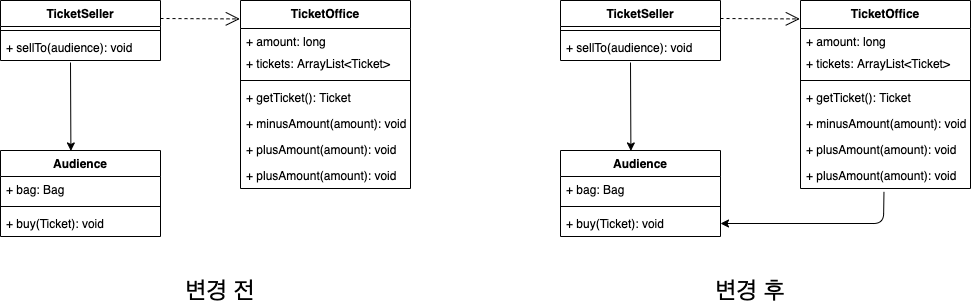 TicketSeller
+ sellTo(audience): void
TicketOffice
+ amount: long
+ tickets: ArrayList<Ticket>
+ getTicket(): Ticket
+ minusAmount(amount): void
+ plusAmount(amount): void
+ plusAmount(amount): void
Audience
+ bag: Bag
+ buy(Ticket): void
변경 전
TicketSeller
+ sellTo(audience): void
TicketOffice
+ amount: long
+ tickets: ArrayList<Ticket>
+ getTicket(): Ticket
+ minusAmount(amount): void
+ plusAmount(amount): void
+ plusAmount(amount): void
Audience
+ bag: Bag
+ buy(Ticket): void
변경 후